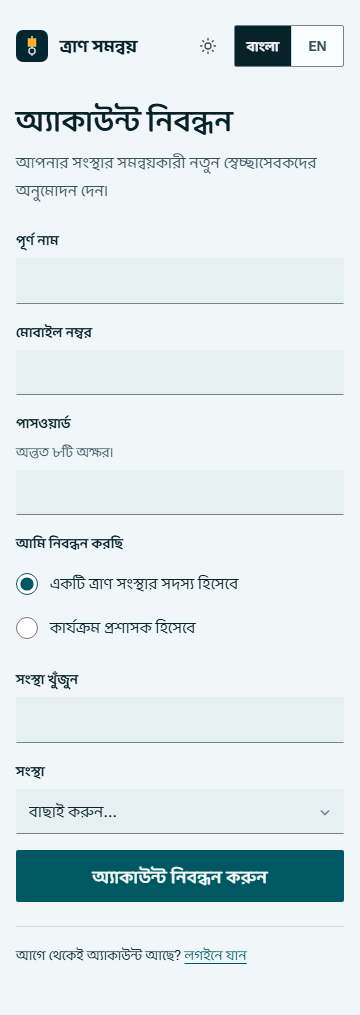 ত্রাণ সমন্বয়
বাংলা
EN
অ্যাকাউন্ট নিবন্ধন
আপনার সংস্থার সমন্বয়কারী নতুন স্বেচ্ছাসেবকদের
অনুমোদন দেন।
পূর্ণ নাম
মোবাইল নম্বর
পাসওয়ার্ড
অন্তত ৮টি অক্ষর।
আমি নিবন্ধন করছি
একটি ত্রাণ সংস্থার সদস্য হিসেবে
কার্যক্রম প্রশাসক হিসেবে
সংস্থা খুঁজুন
সংস্থা
বাছাই করুন...
অ্যাকাউন্ট নিবন্ধন করুন
আগে থেকেই অ্যাকাউন্ট আছে? লগইনে যান